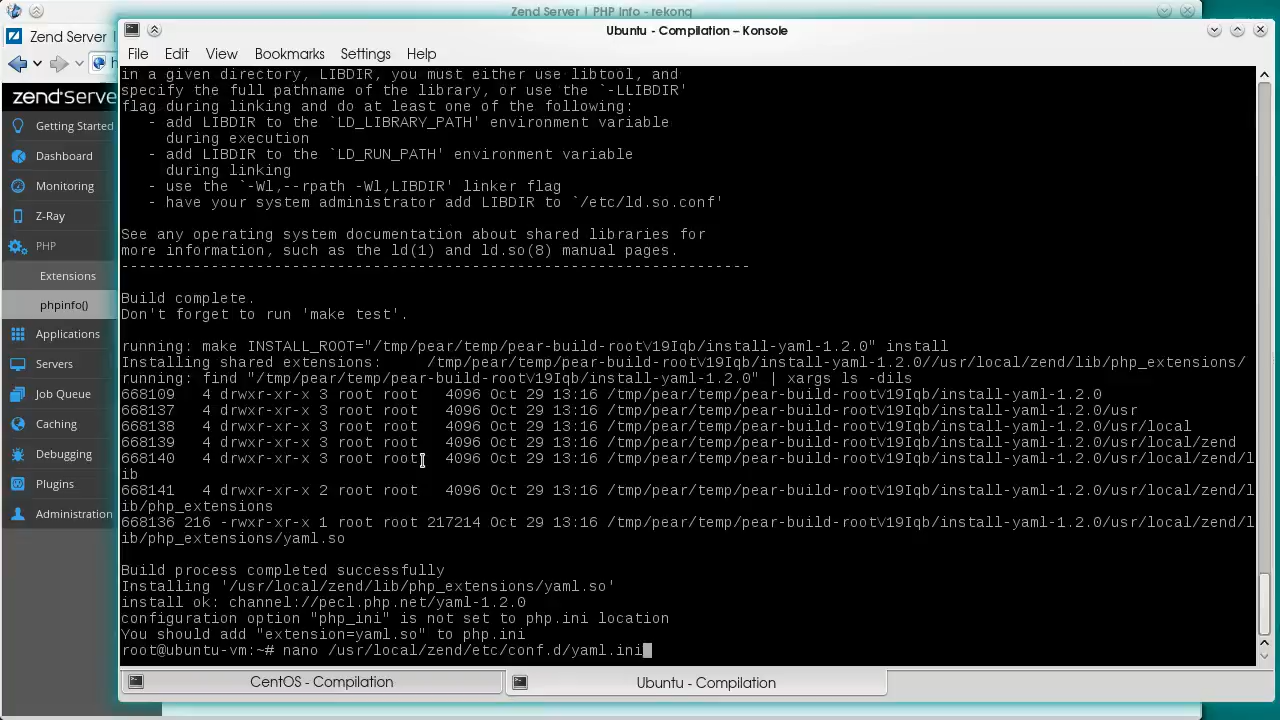 Zend Server | PHP Info - rekonq
Zend Server |
Ubuntu - Compilation – Konsole
File Edit View Bookmarks Settings Help
zend Server
Getting Started
Dashboard
Monitoring
Z-Ray
PHP
Extensions
phpinfo()
Applications
Servers
Job Queue
Caching
Debugging
Plugins
Administration
in a given directory, LIBDIR, you must either use libtool, and
specify the full pathname of the library, or use the `-LLIBDIR'
flag during linking and do at least one of the following:
- add LIBDIR to the `LD_LIBRARY_PATH' environment variable
during execution
- add LIBDIR to the `LD_RUN_PATH' environment variable
during linking
- use the `-Wl,--rpath -Wl,LIBDIR' linker flag
- have your system administrator add LIBDIR to `/etc/ld.so.conf'
See any operating system documentation about shared libraries for
more information, such as the ld(1) and ld.so(8) manual pages.
----------------------------------------------------------------------
Build complete.
Don't forget to run 'make test'.
running: make INSTALL_ROOT="/tmp/pear/temp/pear-build-rootV19Iqb/install-yaml-1.2.0" install
Installing shared extensions:     /tmp/pear/temp/pear-build-rootV19Iqb/install-yaml-1.2.0//usr/local/zend/lib/php_extensions/
running: find "/tmp/pear/temp/pear-build-rootV19Iqb/install-yaml-1.2.0" | xargs ls -dils
668109   4 drwxr-xr-x 3 root root   4096 Oct 29 13:16 /tmp/pear/temp/pear-build-rootV19Iqb/install-yaml-1.2.0
668137   4 drwxr-xr-x 3 root root   4096 Oct 29 13:16 /tmp/pear/temp/pear-build-rootV19Iqb/install-yaml-1.2.0/usr
668138   4 drwxr-xr-x 3 root root   4096 Oct 29 13:16 /tmp/pear/temp/pear-build-rootV19Iqb/install-yaml-1.2.0/usr/local
668139   4 drwxr-xr-x 3 root root   4096 Oct 29 13:16 /tmp/pear/temp/pear-build-rootV19Iqb/install-yaml-1.2.0/usr/local/zend
668140   4 drwxr-xr-x 3 root root   4096 Oct 29 13:16 /tmp/pear/temp/pear-build-rootV19Iqb/install-yaml-1.2.0/usr/local/zend/l
ib
668141   4 drwxr-xr-x 2 root root   4096 Oct 29 13:16 /tmp/pear/temp/pear-build-rootV19Iqb/install-yaml-1.2.0/usr/local/zend/l
ib/php_extensions
668136 216 -rwxr-xr-x 1 root root 217214 Oct 29 13:16 /tmp/pear/temp/pear-build-rootV19Iqb/install-yaml-1.2.0/usr/local/zend/l
ib/php_extensions/yaml.so
Build process completed successfully
Installing '/usr/local/zend/lib/php_extensions/yaml.so'
install ok: channel://pecl.php.net/yaml-1.2.0
configuration option "php_ini" is not set to php.ini location
You should add "extension=yaml.so" to php.ini
root@ubuntu-vm:~# nano /usr/local/zend/etc/conf.d/yaml.ini
CentOS - Compilation
Ubuntu - Compilation